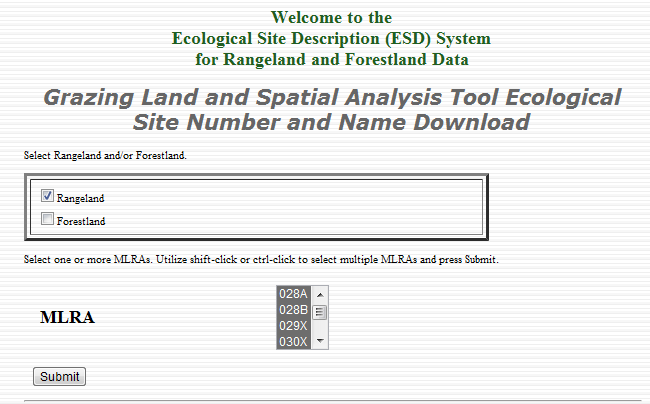 Welcome to the
Ecological Site Description (ESD) System
for Rangeland and Forestland Data
Grazing Land and Spatial Analysis Tool Ecological
Site Number and Name Download
Select Rangeland and/or Forestland.
Rangeland
Forestland
Select one or more MLRAs. Utilize shift-click or ctrl-click to select multiple MLRAs and press Submit.
028A
028B
MLRA
029X
030X
Submit